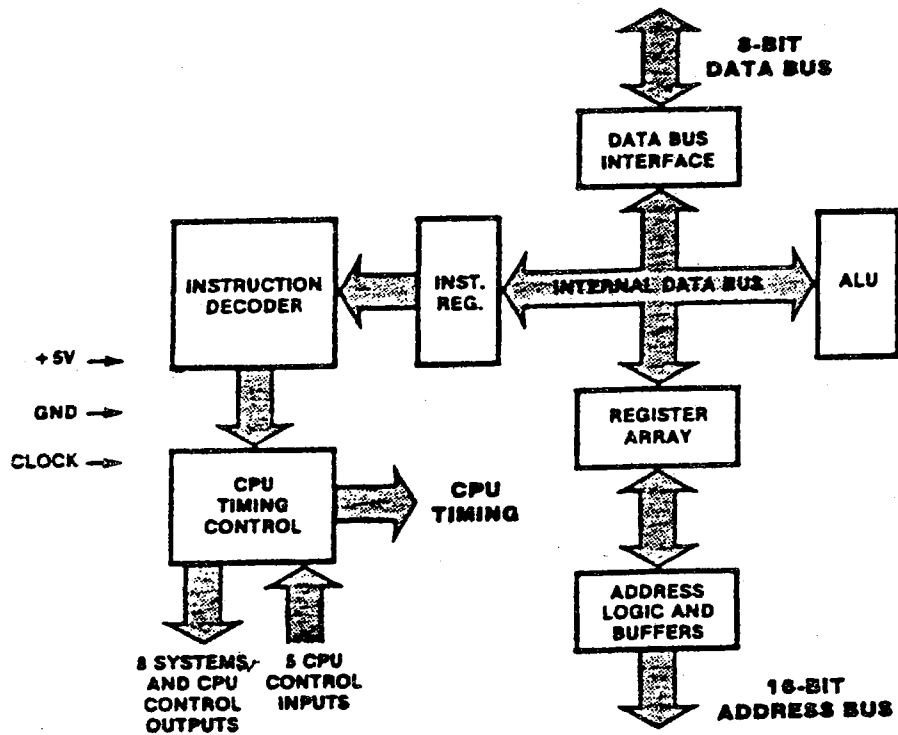 8-BIT
DATA BUS
DATA BUS
INTERFACE
INSTRUCTION
DECODER
INST.
REG.
INTERNAL DATA BUS
ALU
+5V
GND
CLOCK
REGISTER
ARRAY
CPU
TIMING
CONTROL
CPU
TIMING
ADDRESS
LOGIC AND
BUFFERS
8 SYSTEMS
AND CPU
CONTROL
OUTPUTS
5 CPU
CONTROL
INPUTS
16-BIT
ADDRESS BUS